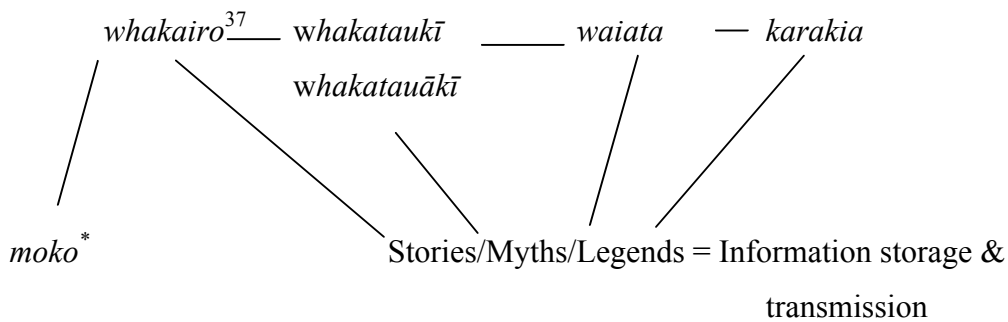 whakairo37 whakataukī waiata karakia
whakatauākī
moko* Stories/Myths/Legends = Information storage &
transmission